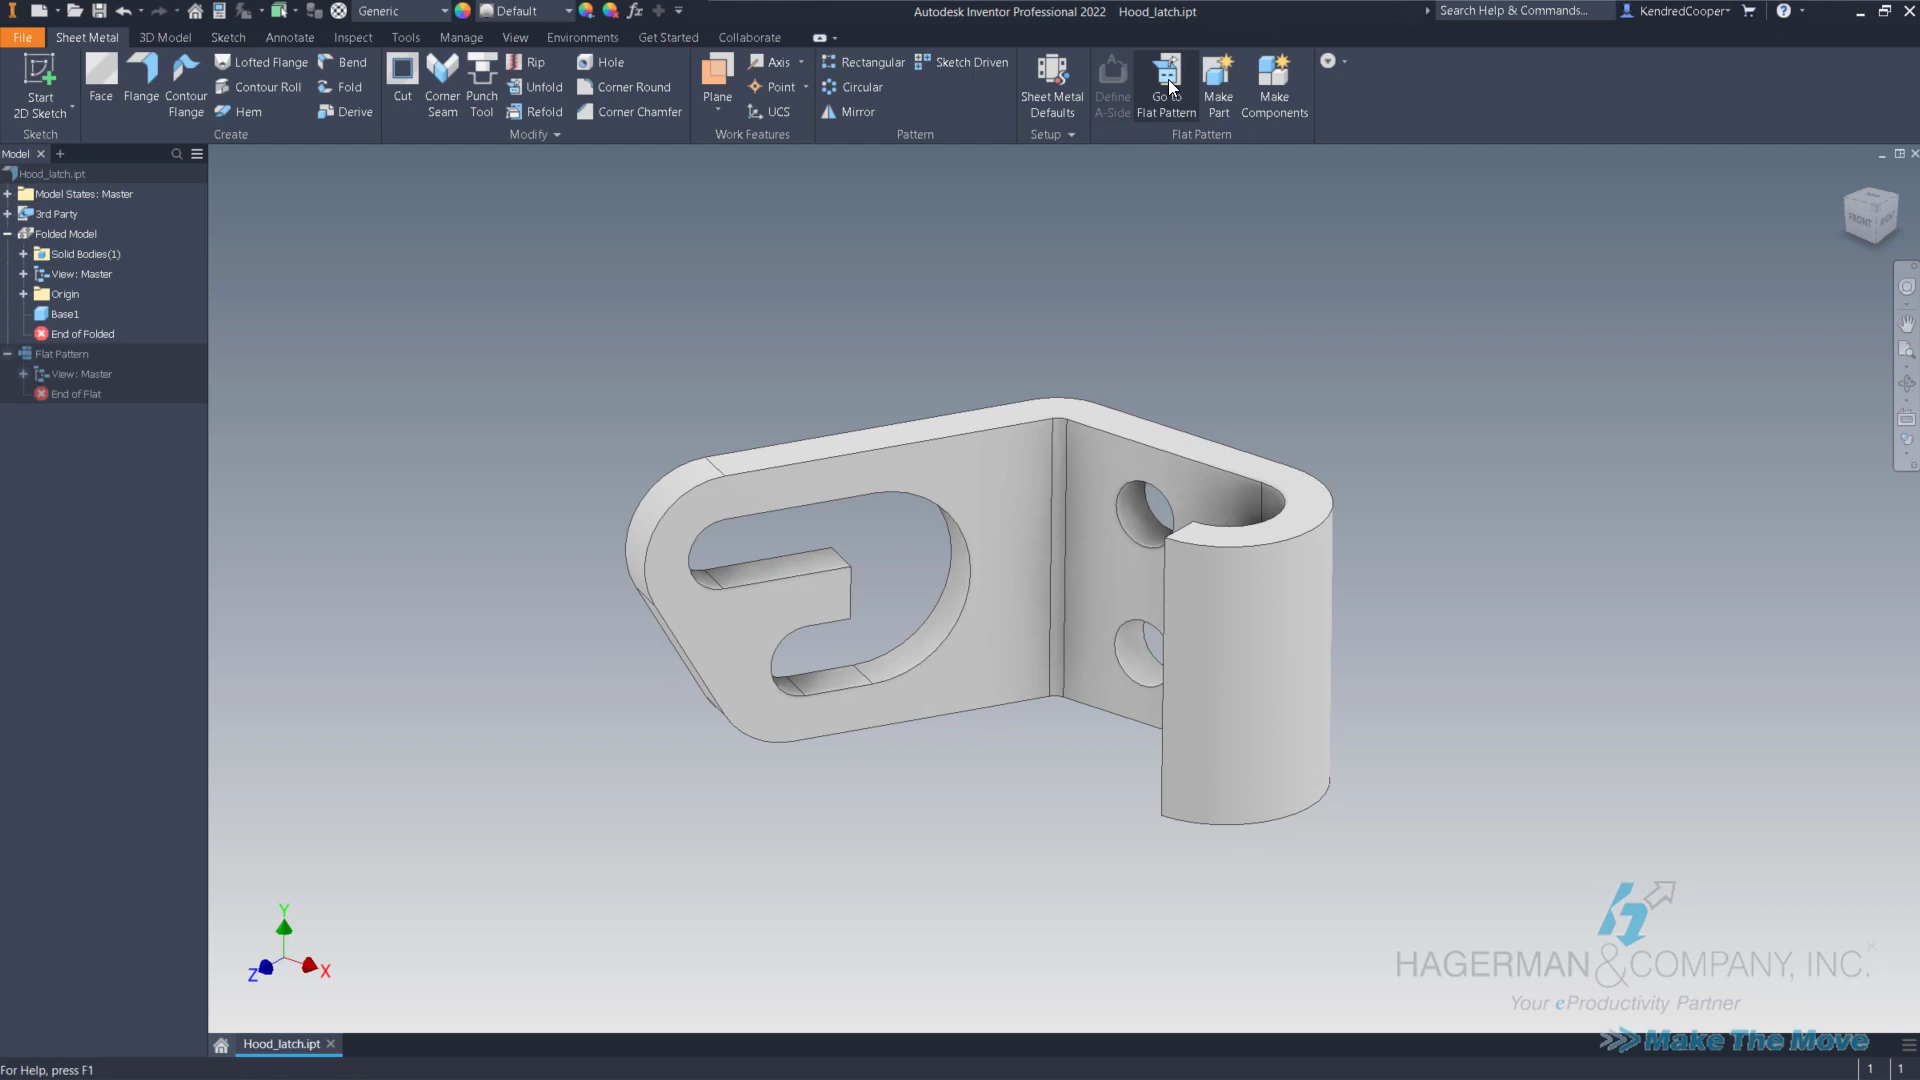 Generic
Default
fx
Autodesk Inventor Professional 2022 Hood_latch.ipt
Search Help & Commands...
KendredCooper
File
Sheet Metal
3D Model
Sketch
Annotate
Inspect
Tools
Manage
View
Environments
Get Started
Collaborate
Start
2D Sketch
Sketch
Face
Flange
Contour
Flange
Lofted Flange
Contour Roll
Hem
Bend
Fold
Derive
Create
Cut
Corner
Seam
Punch
Tool
Rip
Unfold
Refold
Hole
Corner Round
Corner Chamfer
Modify
Plane
Axis
Point
UCS
Work Features
Rectangular
Circular
Mirror
Sketch Driven
Pattern
Sheet Metal
Defaults
Setup
Define
A-Side
Go to
Flat Pattern
Make
Part
Make
Components
Flat Pattern
Model
Hood_latch.ipt
Model States: Master
3rd Party
Folded Model
Solid Bodies(1)
View: Master
Origin
Base1
End of Folded
Flat Pattern
View: Master
End of Flat
FRONT
RIGHT
Y
Z
X
HAGERMAN & COMPANY, INC.
Your eProductivity Partner
Make The Move
Hood_latch.ipt
For Help, press F1
1
1